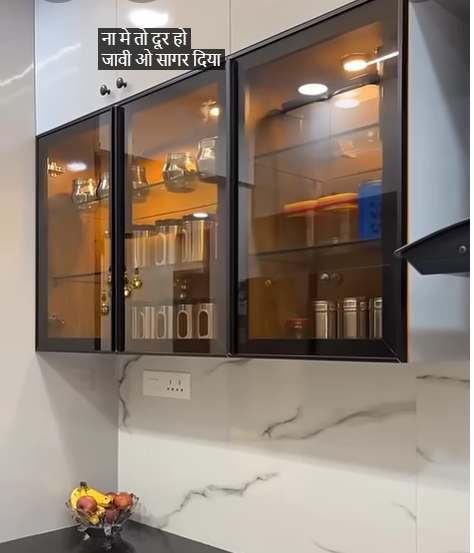 ना मे तो दूर हो
जावी ओ सागर दिया